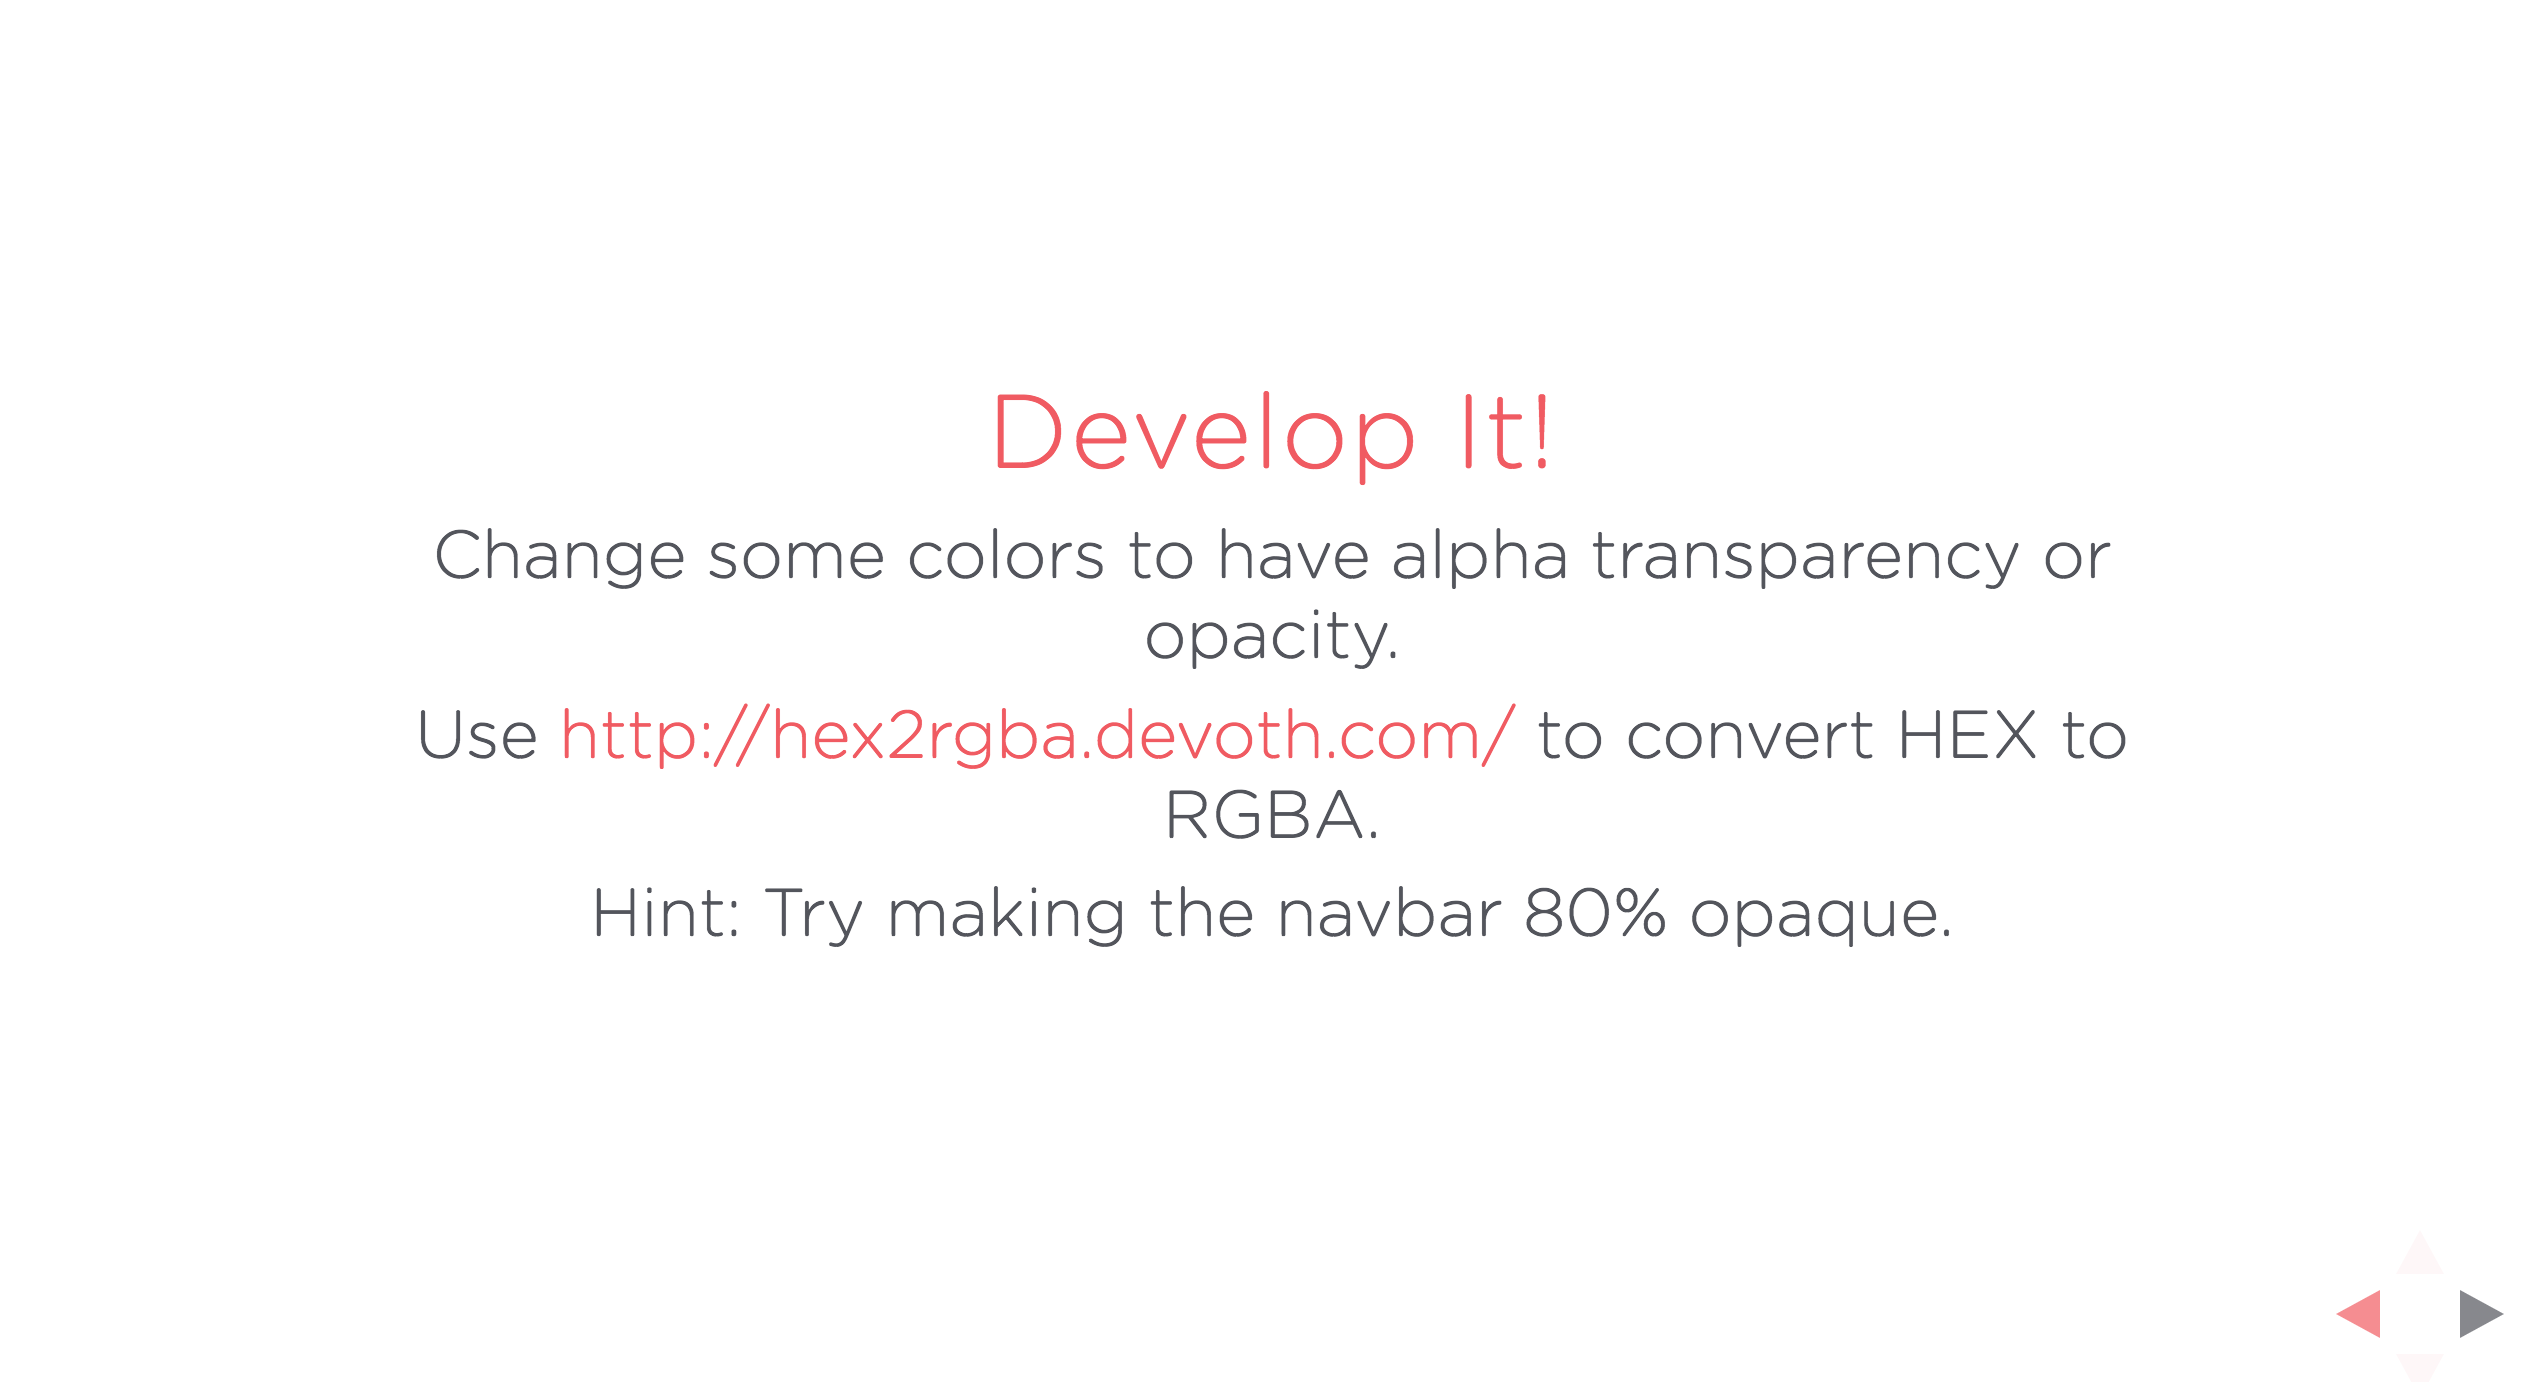 Develop It!
Change some colors to have alpha transparency or
opacity.
Use http://hex2rgba.devoth.com/ to convert HEX to
RGBA.
Hint: Try making the navbar 80% opaque.